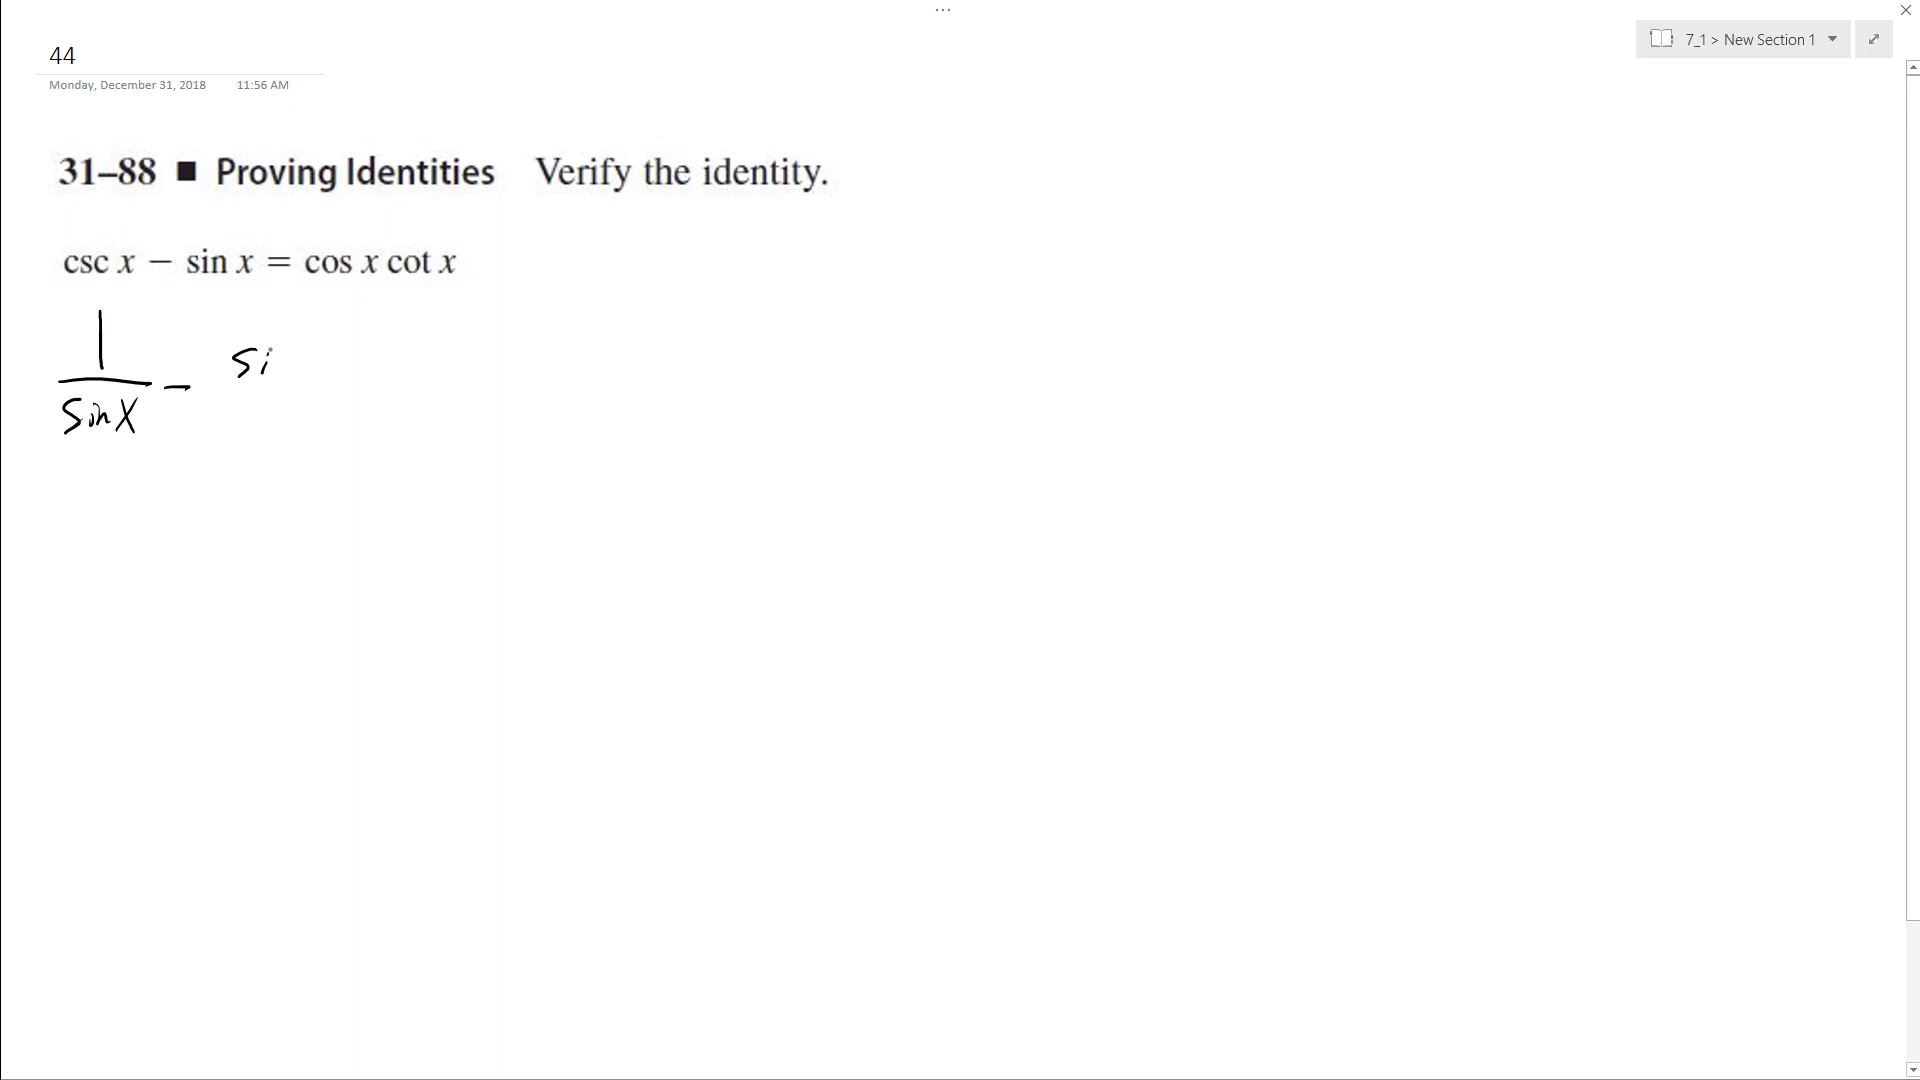 ...
7_1 > New Section 1
44
Monday, December 31, 2018 11:56 AM
31–88 ■ Proving Identities Verify the identity.
csc x − sin x = cos x cot x
1
— − si
sin x